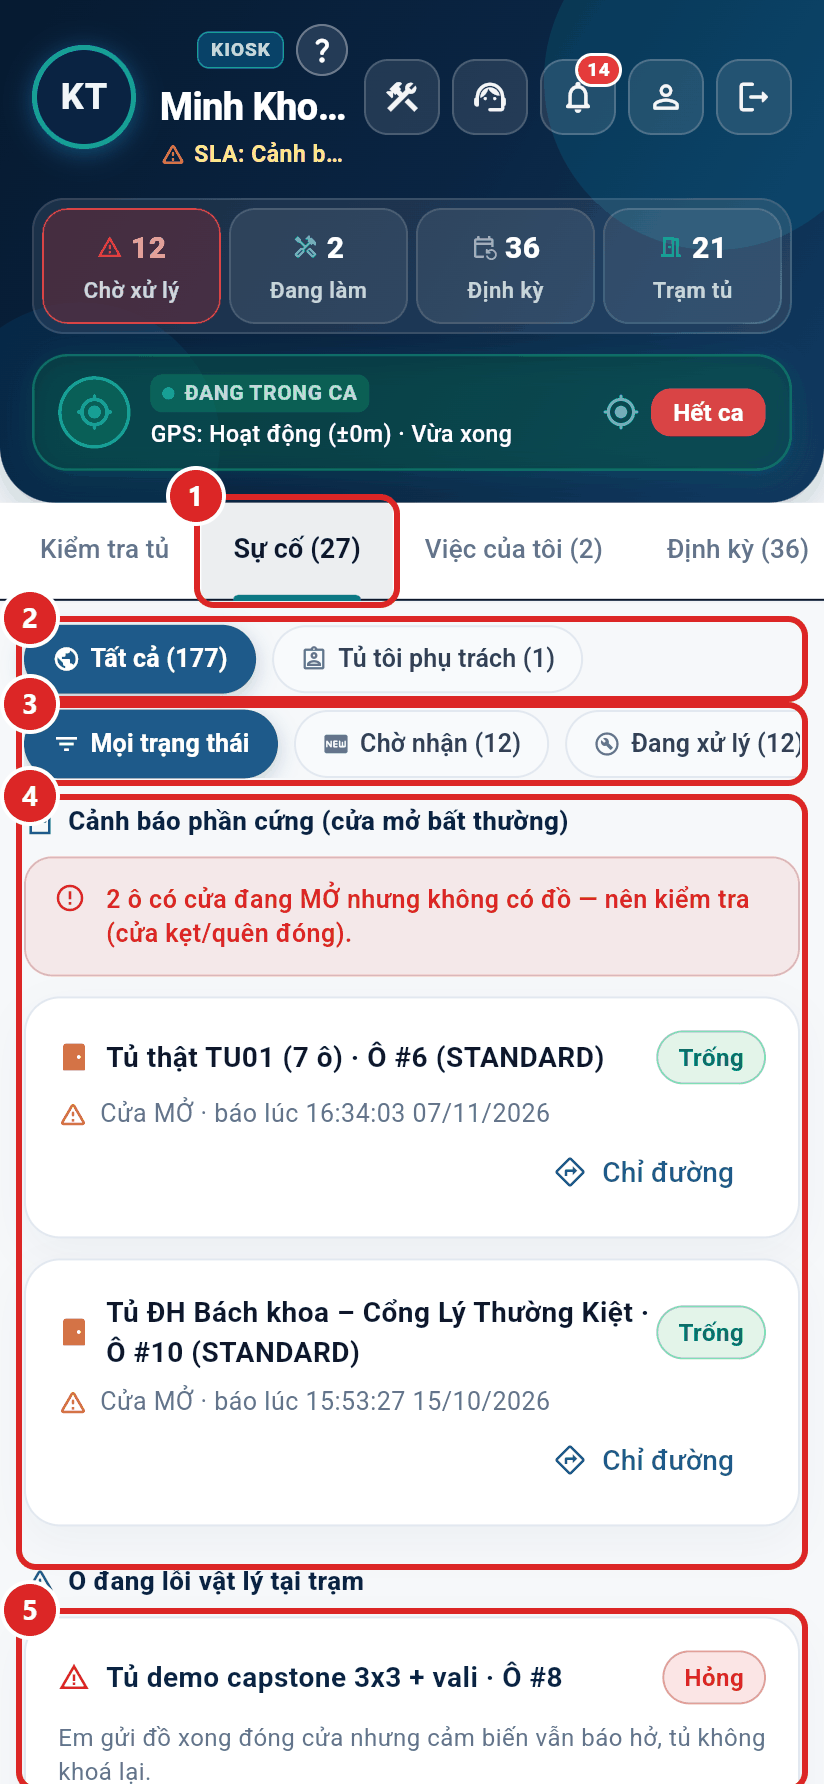 KT
KIOSK
?
Minh Kho...
SLA: Cảnh b...
14
12
Chờ xử lý
2
Đang làm
36
Định kỳ
21
Trạm tủ
ĐANG TRONG CA
GPS: Hoạt động (±0m) · Vừa xong
Hết ca
1
Kiểm tra tủ
Sự cố (27)
Việc của tôi (2)
Định kỳ (36)
2
Tất cả (177)
Tủ tôi phụ trách (1)
3
Mọi trạng thái
NEW
Chờ nhận (12)
Đang xử lý (12)
4
Cảnh báo phần cứng (cửa mở bất thường)
2 ô có cửa đang MỞ nhưng không có đồ — nên kiểm tra
(cửa kẹt/quên đóng).
Tủ thật TU01 (7 ô) · Ô #6 (STANDARD)
Trống
Cửa MỞ · báo lúc 16:34:03 07/11/2026
Chỉ đường
Tủ ĐH Bách khoa – Cổng Lý Thường Kiệt ·
Ô #10 (STANDARD)
Trống
Cửa MỞ · báo lúc 15:53:27 15/10/2026
Chỉ đường
Ô đang lỗi vật lý tại trạm
5
Tủ demo capstone 3x3 + vali · Ô #8
Hỏng
Em gửi đồ xong đóng cửa nhưng cảm biến vẫn báo hở, tủ không
khoá lại.